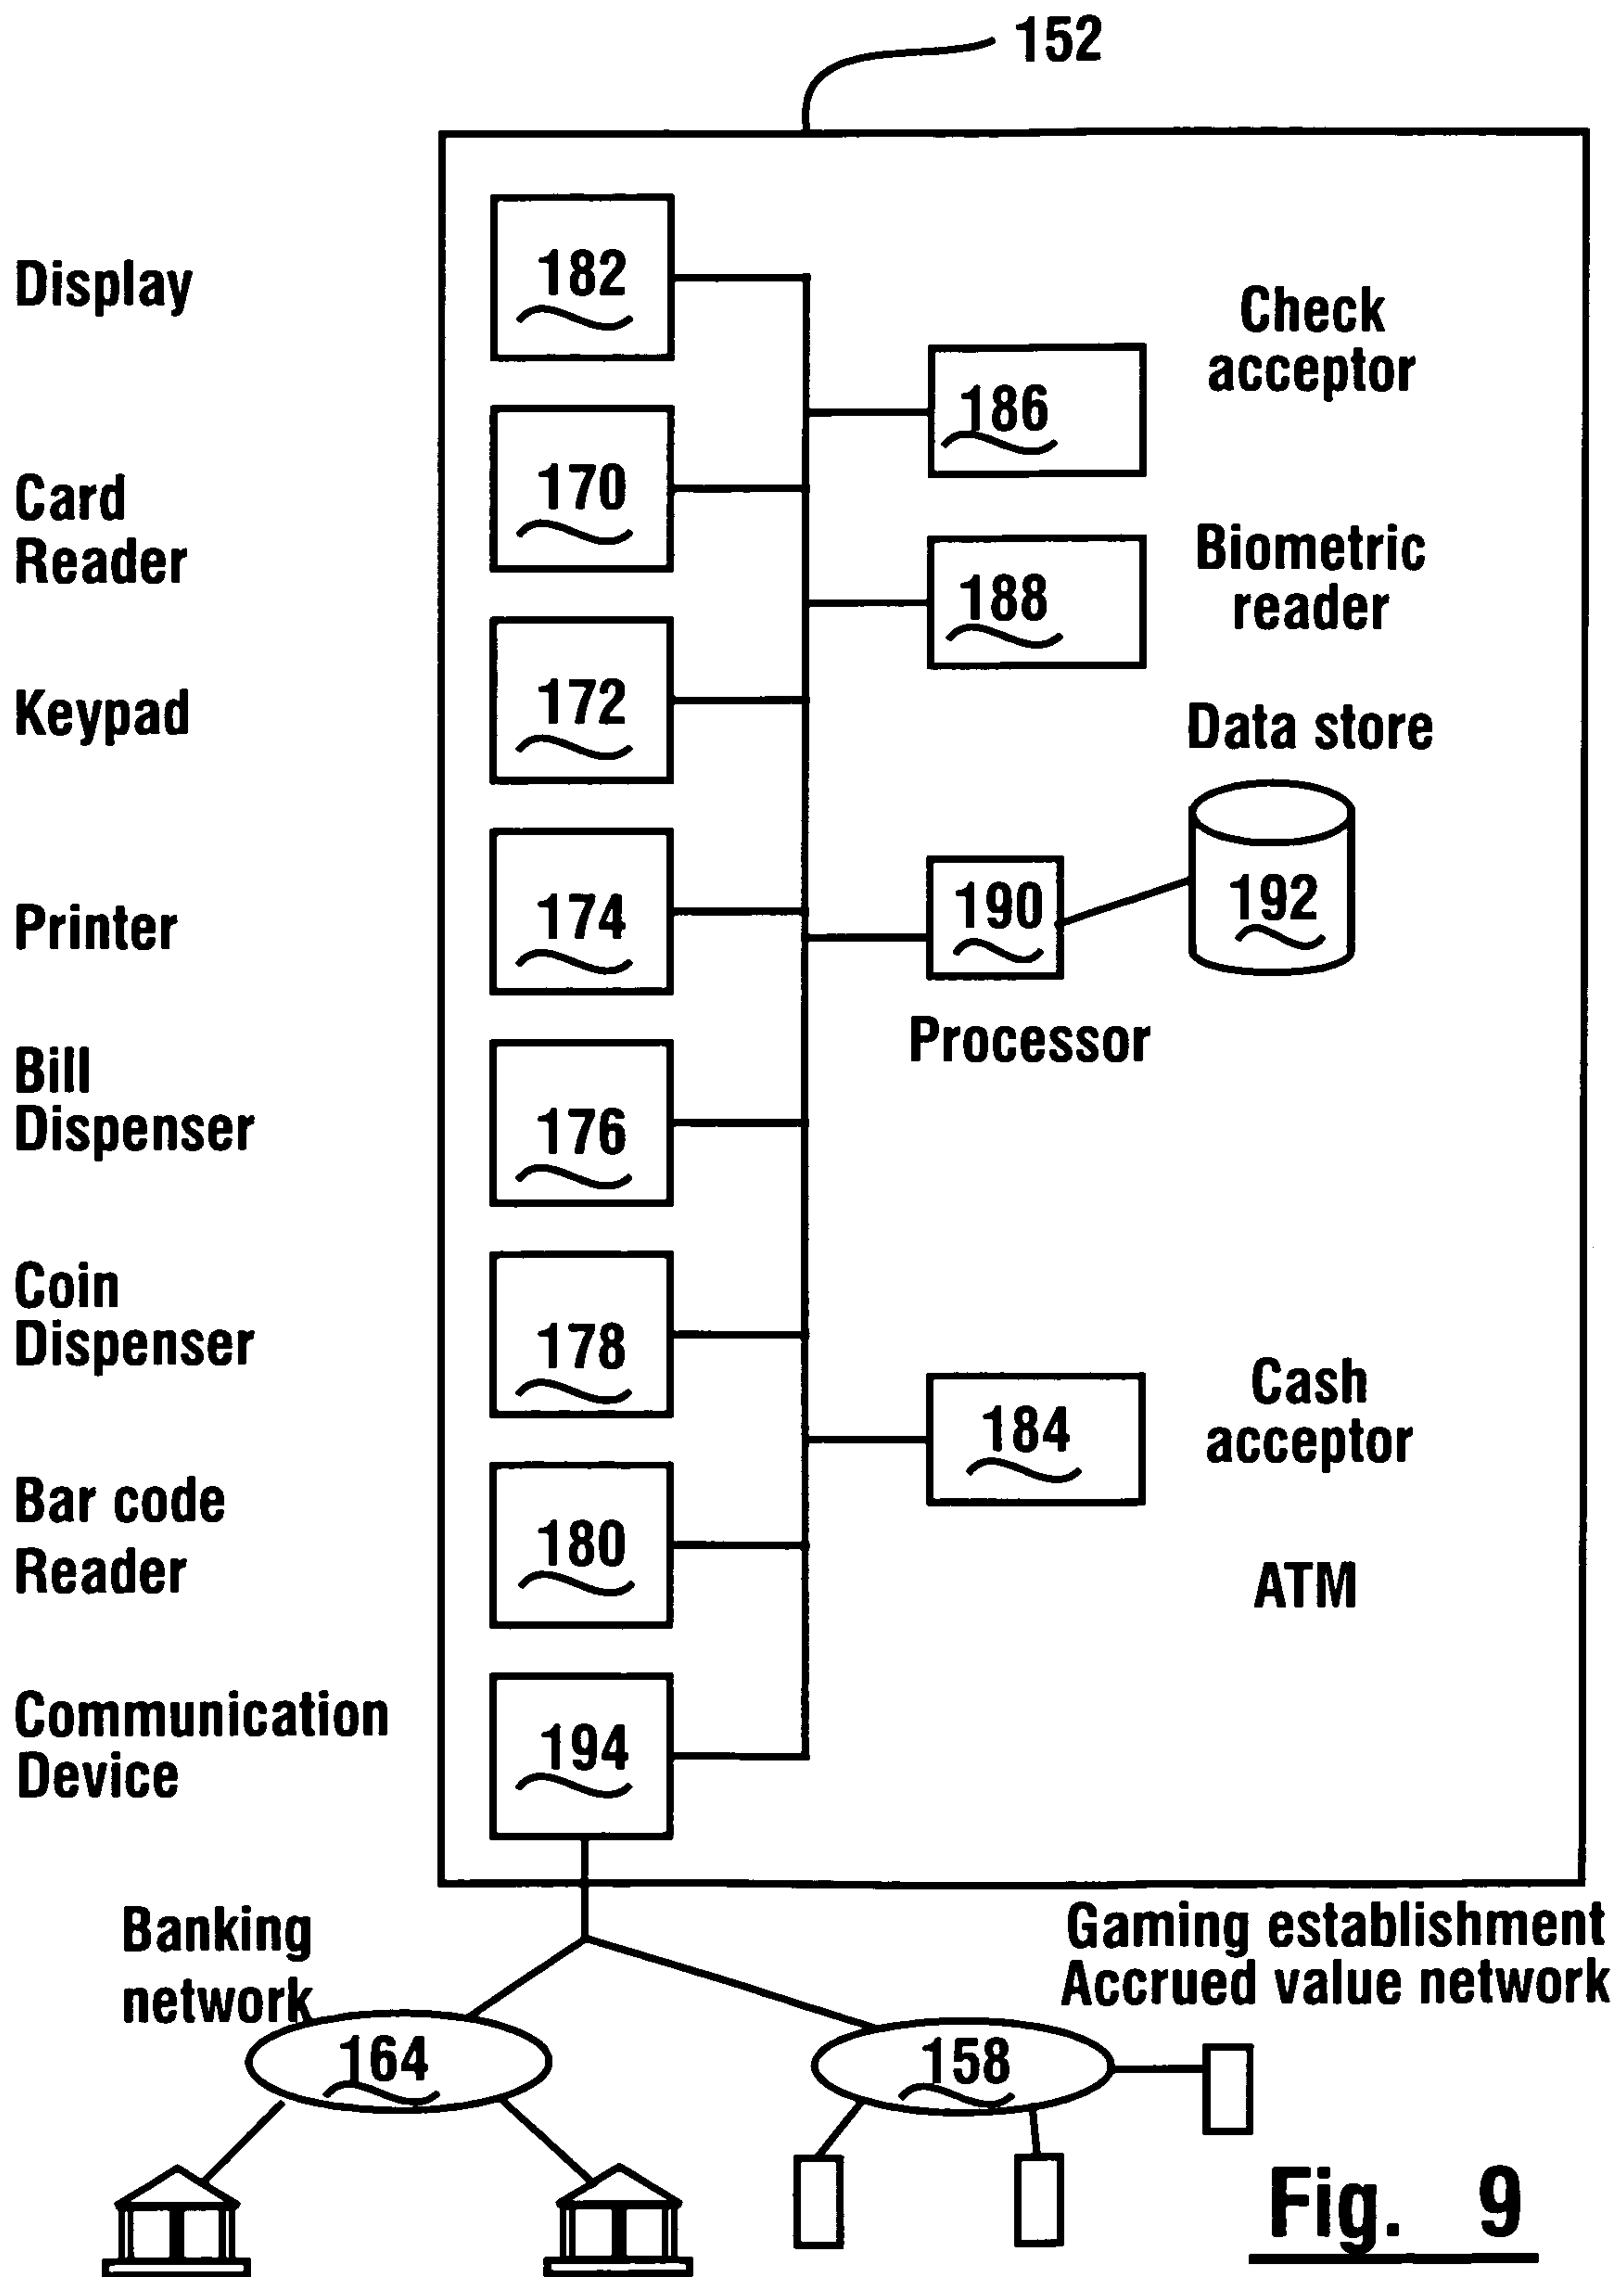 152
Display
182
Check
acceptor
186
Card
Reader
170
Biometric
reader
188
Keypad
172
Data store
192
Printer
174
190
Processor
Bill
Dispenser
176
Coin
Dispenser
178
Cash
acceptor
184
Bar code
Reader
180
ATM
Communication
Device
194
Banking
network
164
Gaming establishment
Accrued value network
158
Fig. 9